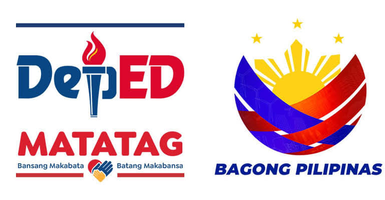 DepED
MATATAG
Bansang Makabata Batang Makabansa
BAGONG PILIPINAS